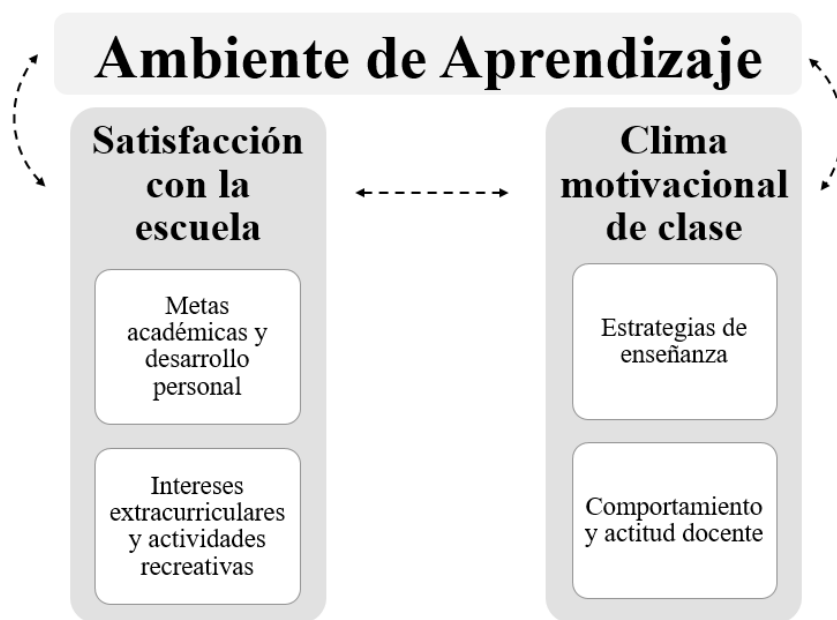 Ambiente de Aprendizaje
Satisfacción
con la
escuela
Metas
académicas y
desarrollo
personal
Intereses
extracurriculares
y actividades
recreativas
Clima
motivacional
de clase
Estrategias de
enseñanza
Comportamiento
y actitud docente